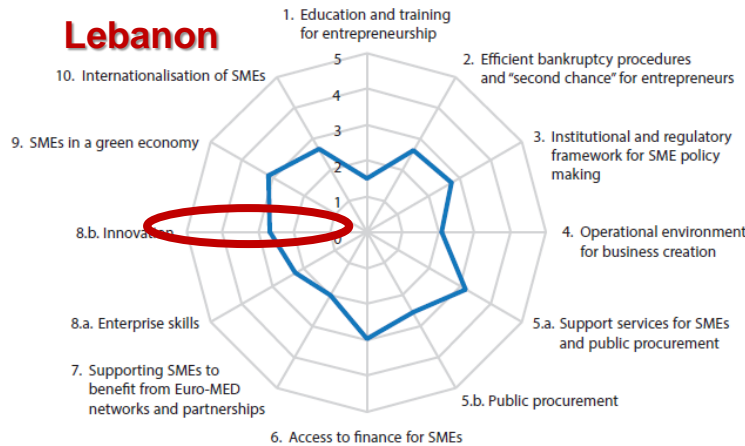 Lebanon
1. Education and training
for entrepreneurship
2. Efficient bankruptcy procedures
and “second chance” for entrepreneurs
3. Institutional and regulatory
framework for SME policy
making
4. Operational environment
for business creation
5.a. Support services for SMEs
and public procurement
5.b. Public procurement
6. Access to finance for SMEs
7. Supporting SMEs to
benefit from Euro-MED
networks and partnerships
8.a. Enterprise skills
8.b. Innovation
9. SMEs in a green economy
10. Internationalisation of SMEs
5
4
3
2
1
0